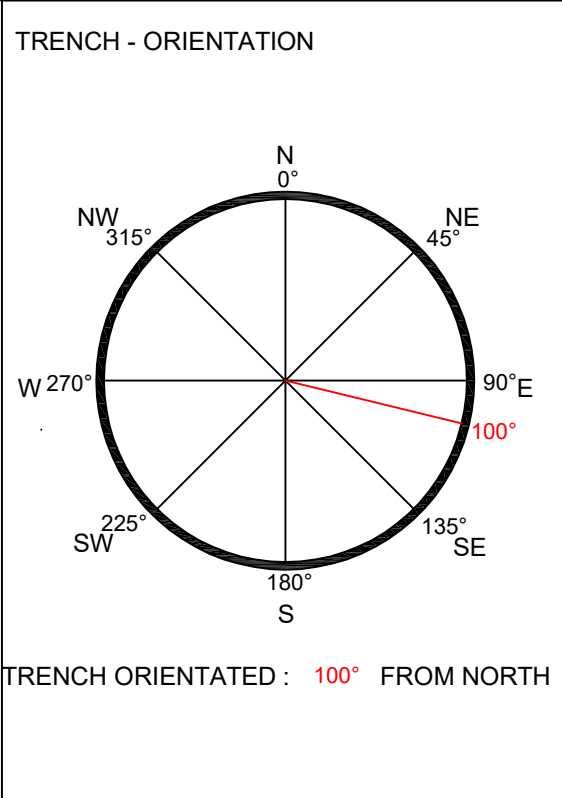 TRENCH - ORIENTATION
N
0°
NW
315°
NE
45°
W 270°
90° E
100°
SW
225°
135°
SE
180°
S
TRENCH ORIENTATED : 100° FROM NORTH